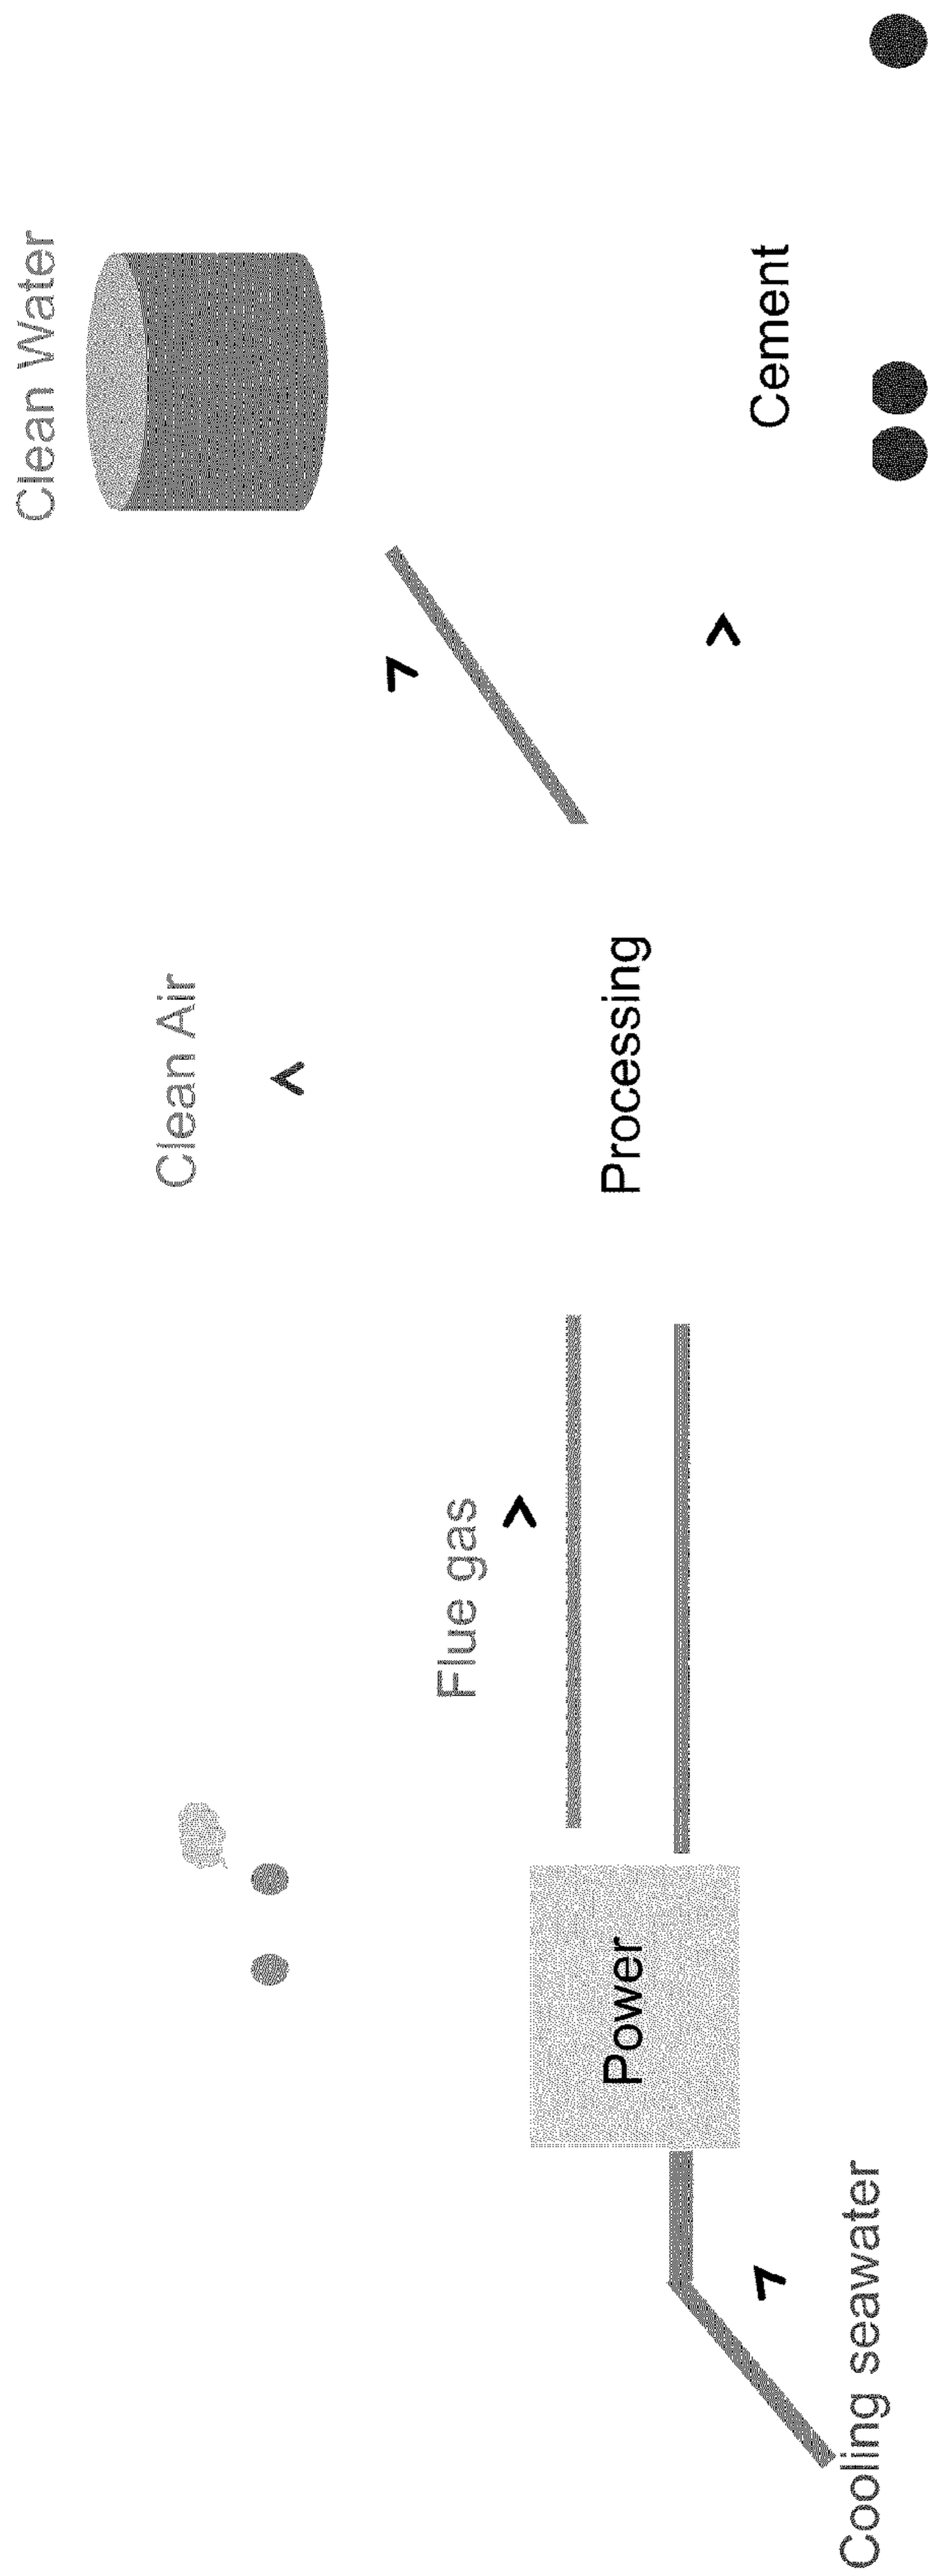 Clean Water
Clean Air
Flue gas
Power
Processing
Cement
Cooling seawater